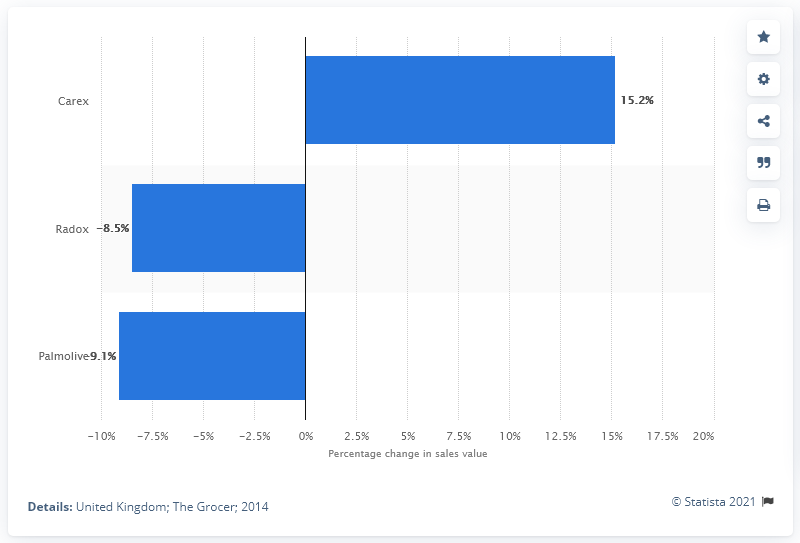 Carex
15.2%
Radox
−8.5%
Palmolive
9.1%
−10% −7.5% −5% −2.5% 0% 2.5% 5% 7.5% 10% 12.5% 15% 17.5% 20%
Percentage change in sales value
Details: United Kingdom; The Grocer; 2014
© Statista 2021